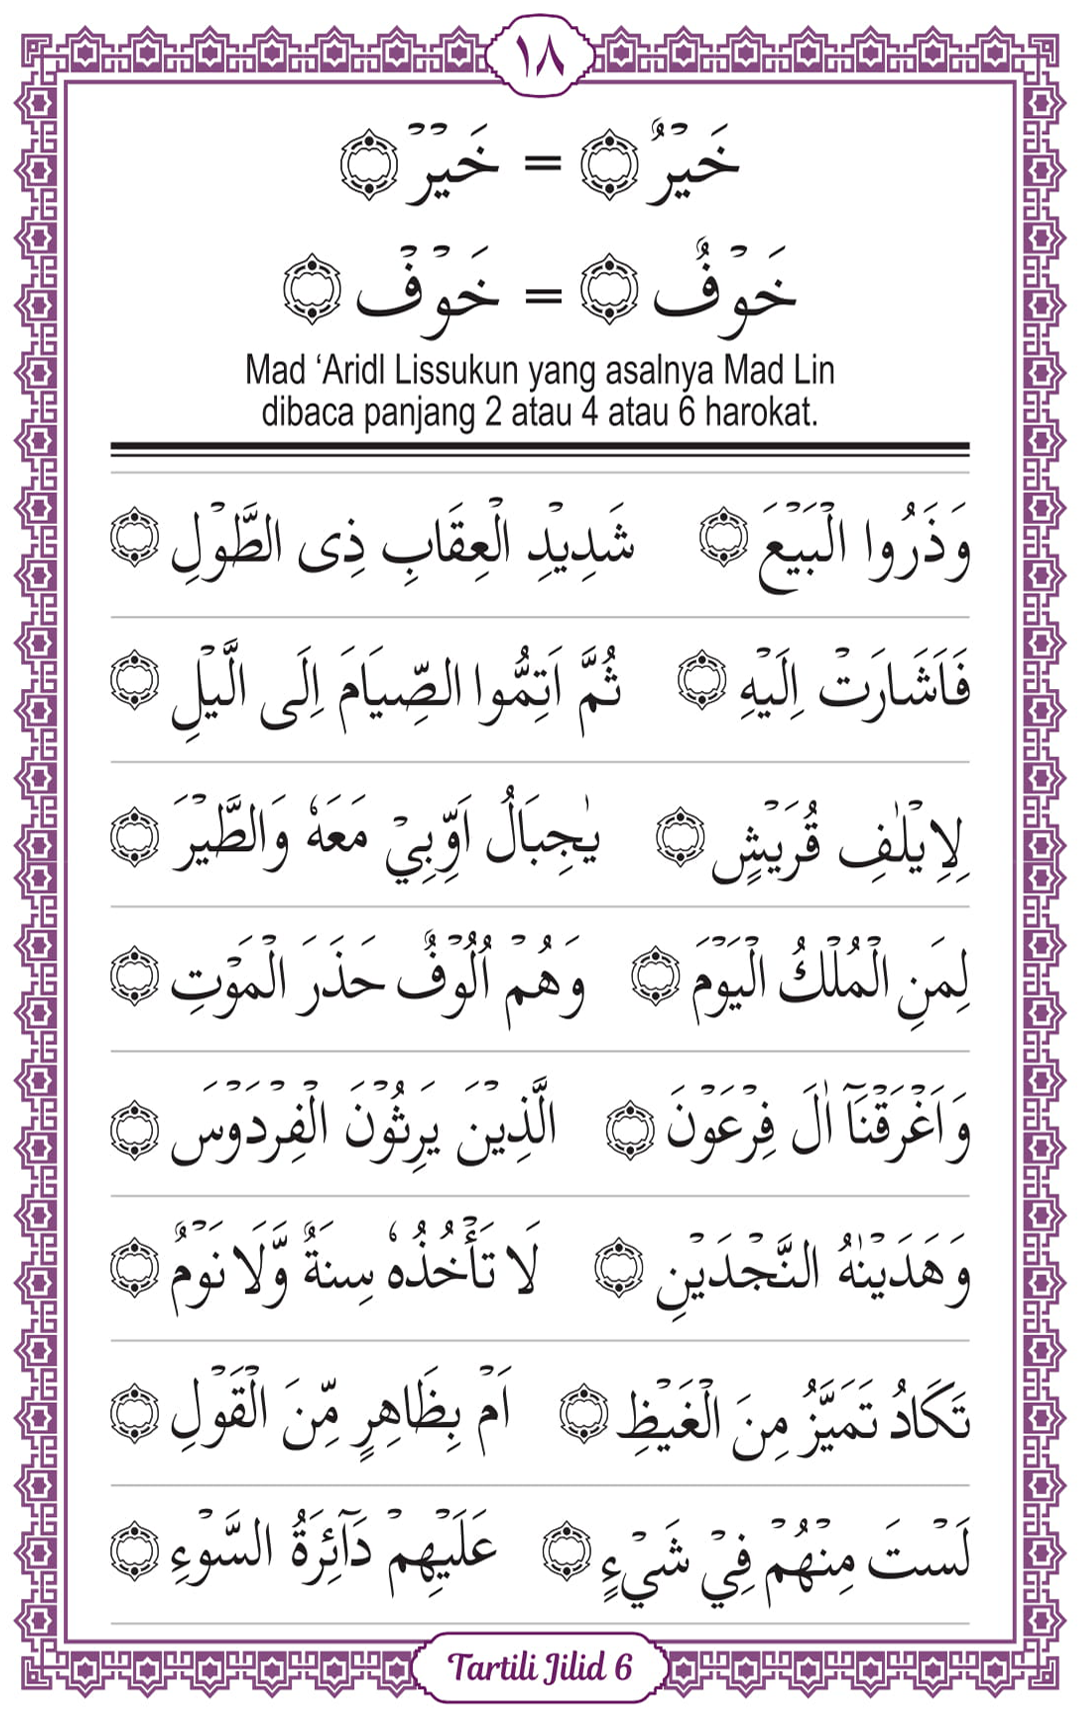 ١٨
خَيْرٌ ۝ = خَيْرْ ۝
خَوْفٌ ۝ = خَوْفْ ۝
Mad ‘Aridl Lissukun yang asalnya Mad Lin
dibaca panjang 2 atau 4 atau 6 harokat.
وَذَرُوا الْبَيْعَ ۝ شَدِيْدِ الْعِقَابِ ذِى الطَّوْلِ ۝
فَاَشَارَتْ اِلَيْهِ ۝ ثُمَّ اَتِمُّوا الصِّيَامَ اِلَى الَّيْلِ ۝
لِاِيْلٰفِ قُرَيْشٍ ۝ يٰجِبَالُ اَوِّبِيْ مَعَهٗ وَالطَّيْرَ ۝
لِمَنِ الْمُلْكُ الْيَوْمَ ۝ وَهُمْ اُلُوْفٌ حَذَرَ الْمَوْتِ ۝
وَاَغْرَقْنَآ اٰلَ فِرْعَوْنَ ۝ الَّذِيْنَ يَرِثُوْنَ الْفِرْدَوْسَ ۝
وَهَدَيْنٰهُ النَّجْدَيْنِ ۝ لَا تَأْخُذُهٗ سِنَةٌ وَّلَا نَوْمٌ ۝
تَكَادُ تَمَيَّزُ مِنَ الْغَيْظِ ۝ اَمْ بِظَاهِرٍ مِّنَ الْقَوْلِ ۝
لَسْتَ مِنْهُمْ فِيْ شَيْءٍ ۝ عَلَيْهِمْ دَآئِرَةُ السَّوْءِ ۝
Tartili Jilid 6